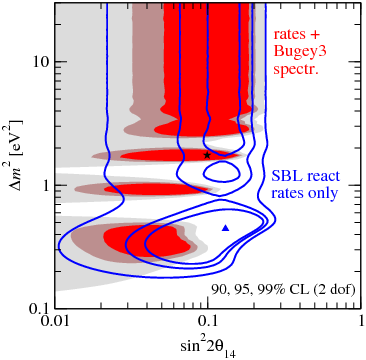 rates +
Bugey3
spectr.
10
Δm² [eV²]
SBL react
rates only
1
90, 95, 99% CL (2 dof)
0.1
0.01 0.1 1
sin²2θ₁₄